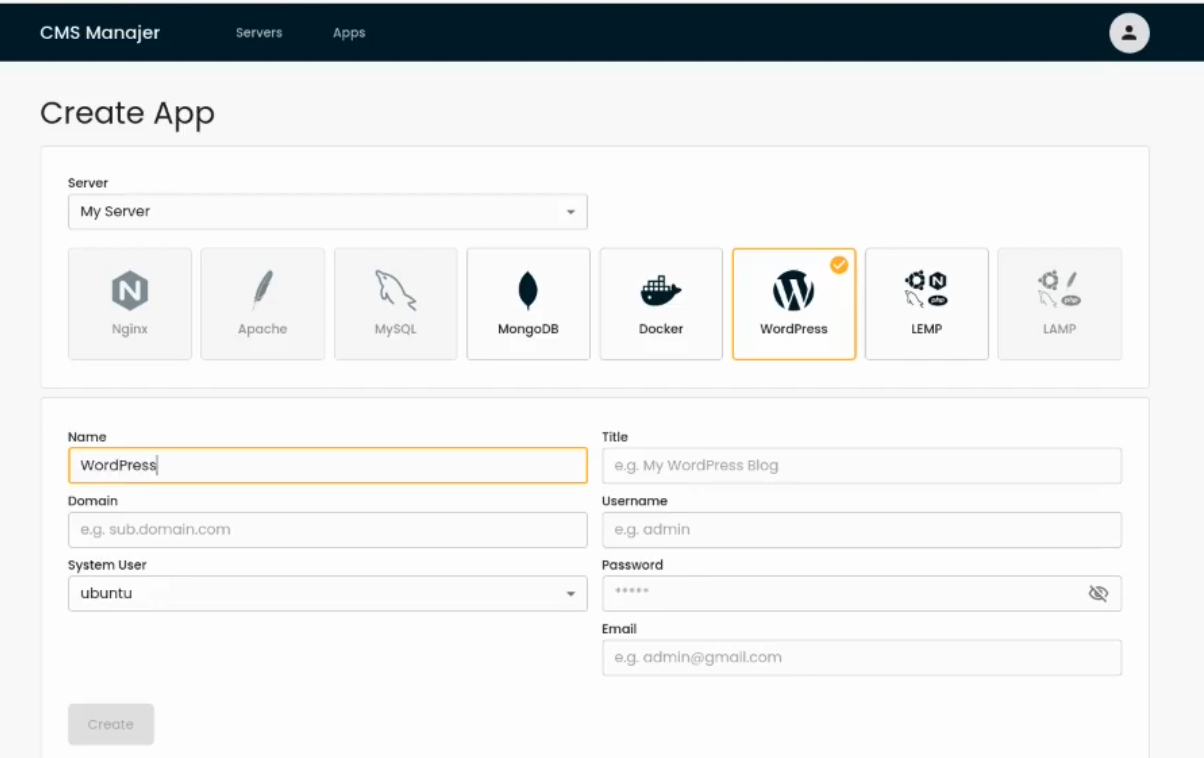 CMS Manajer Servers Apps
Create App
Server
My Server
Nginx Apache MySQL MongoDB Docker WordPress LEMP LAMP
Name Title
WordPress e.g. My WordPress Blog
Domain Username
e.g. sub.domain.com e.g. admin
System User Password
ubuntu *****
Email
e.g. admin@gmail.com
Create